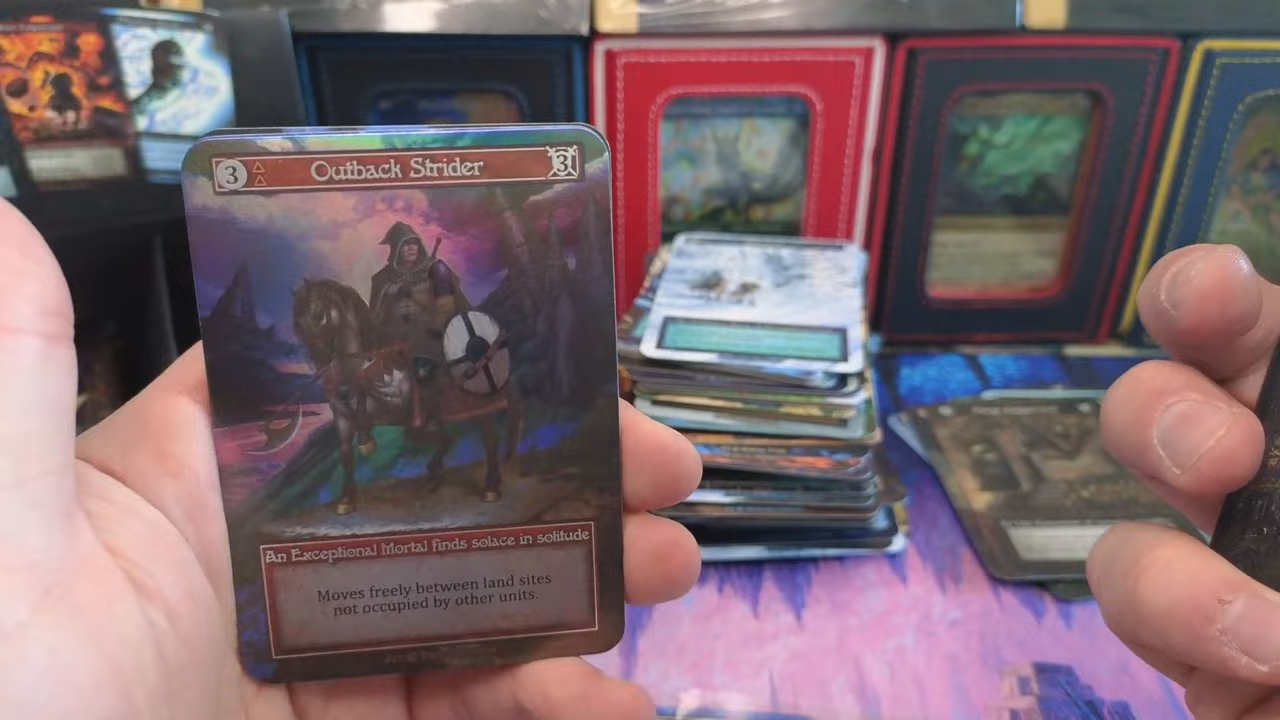 3
Outback Strider
3
An Exceptional Mortal finds solace in solitude
Moves freely between land sites
not occupied by other units.